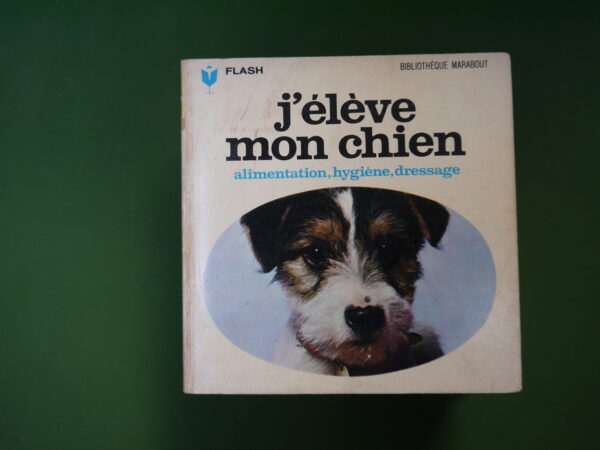 FLASH
BIBLIOTHÈQUE MARABOUT
j'élève
mon chien
alimentation, hygiène, dressage